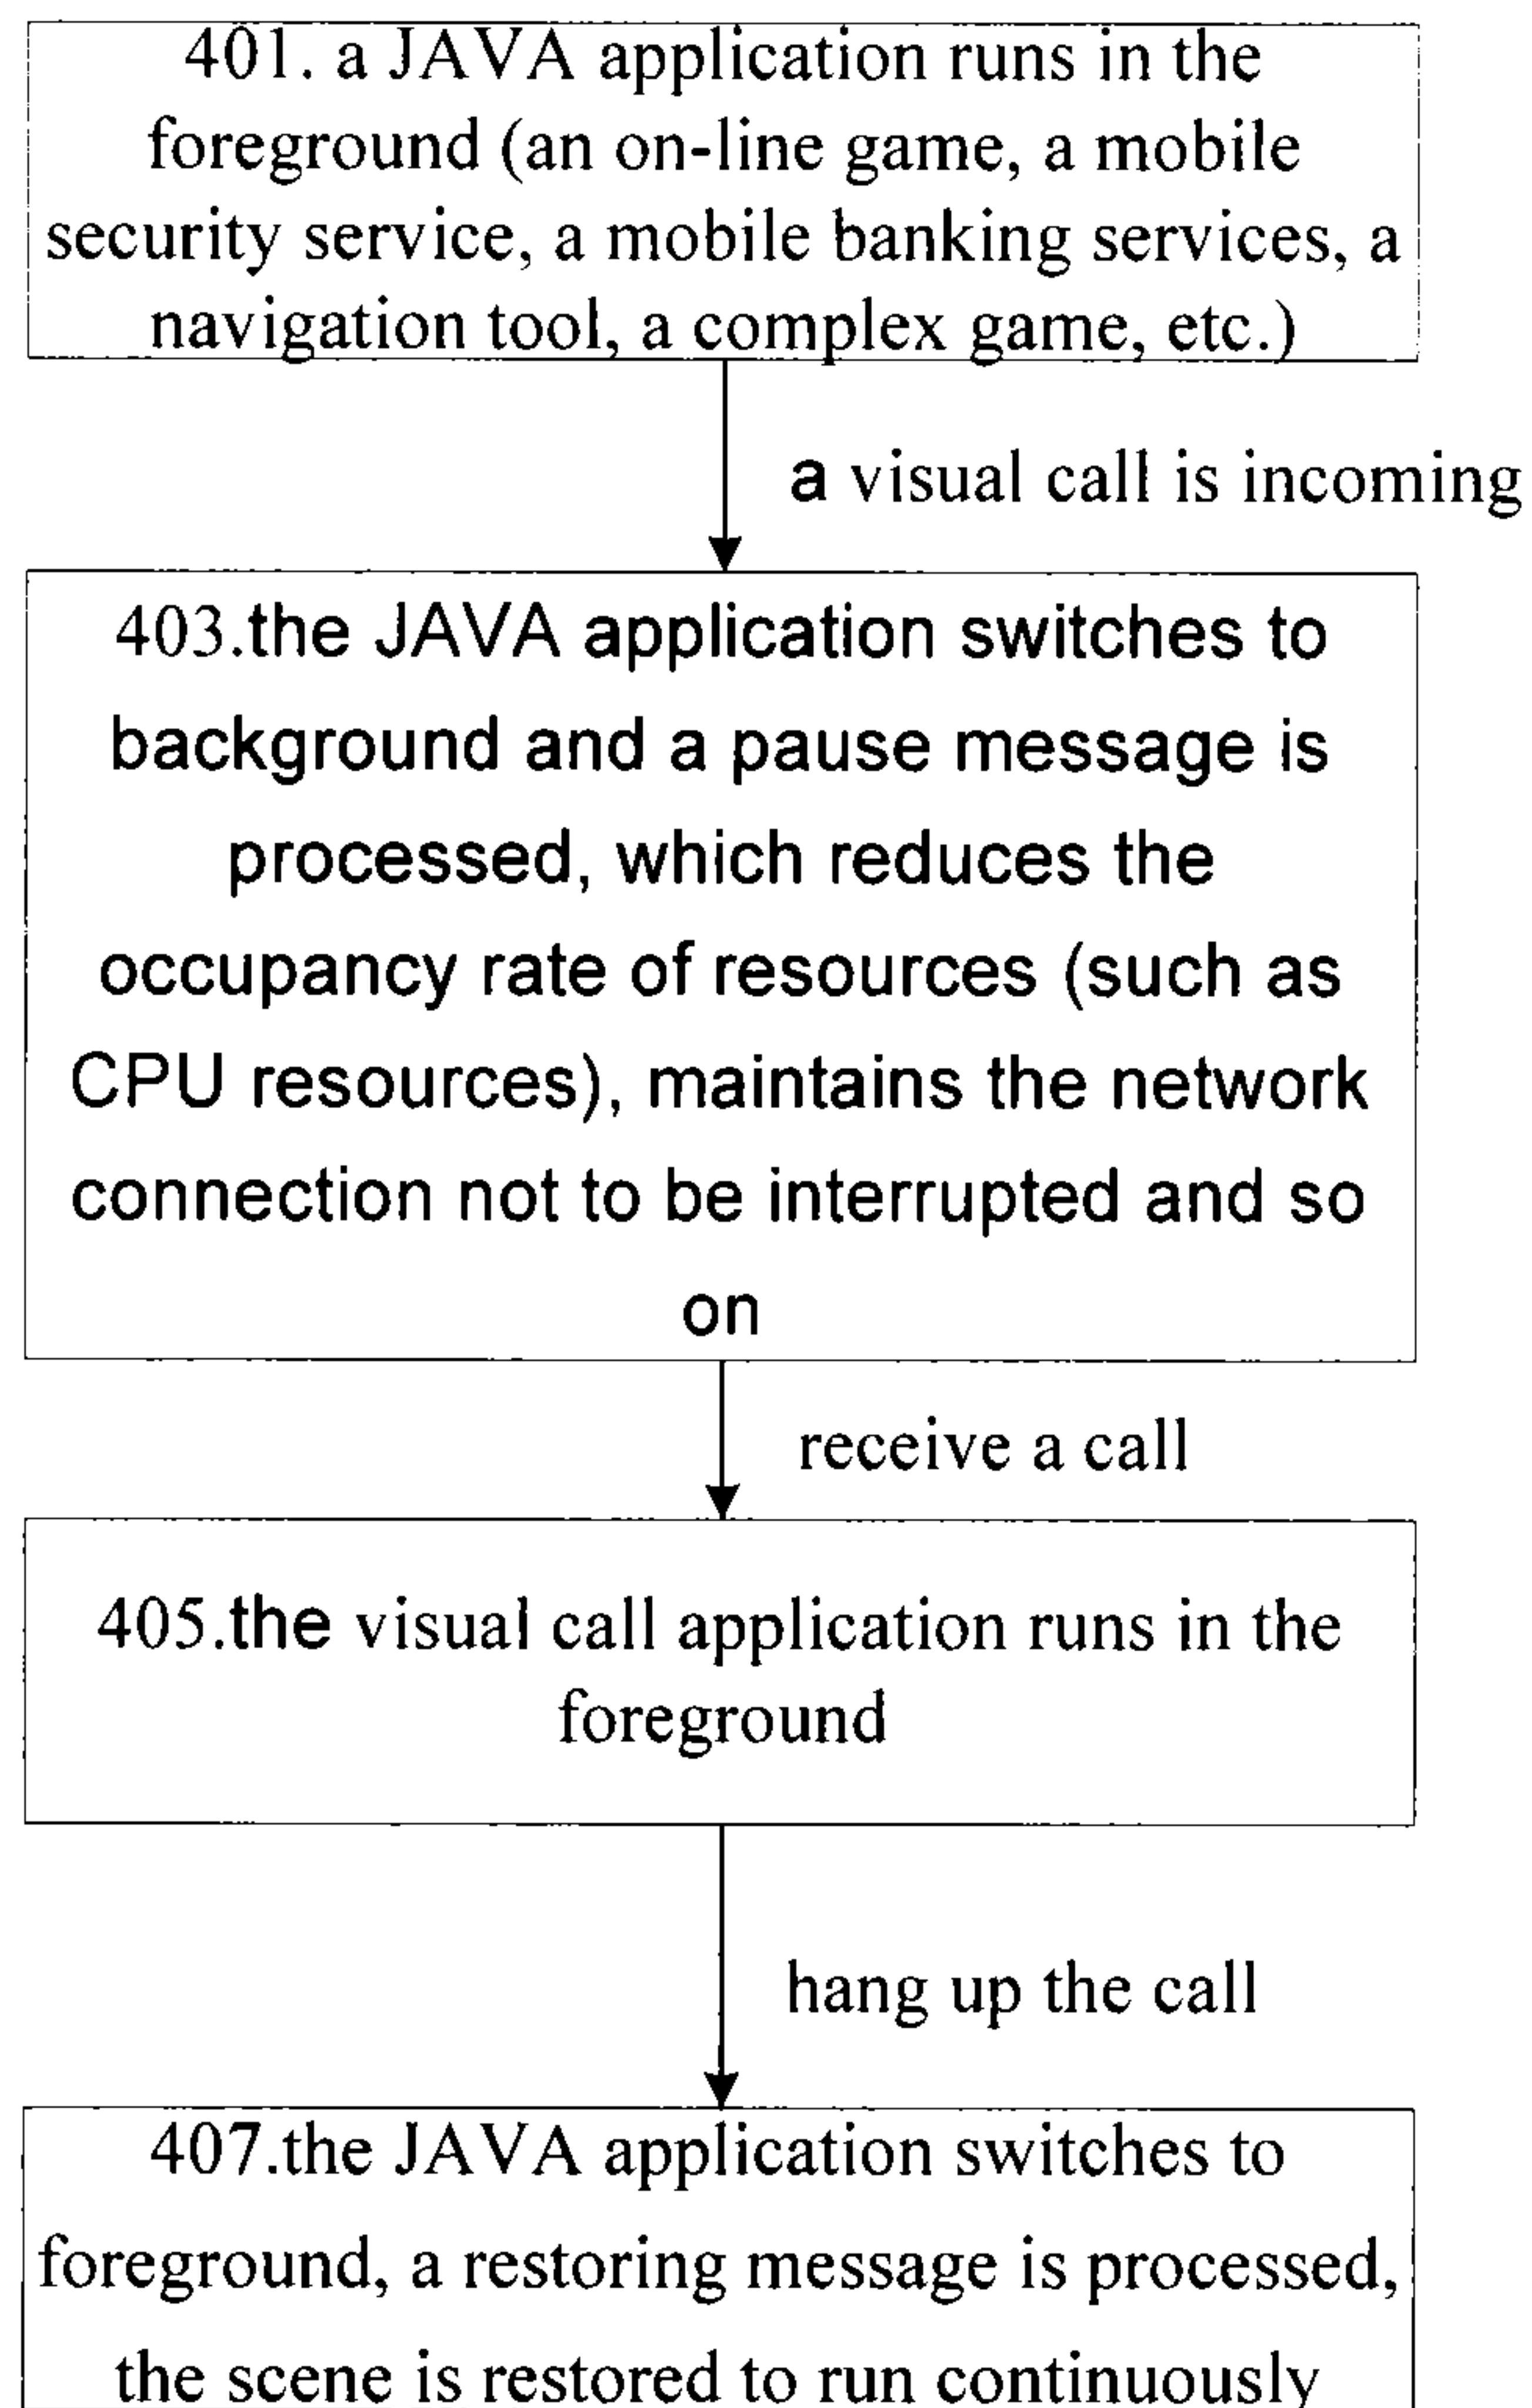 401. a JAVA application runs in the
foreground (an on-line game, a mobile
security service, a mobile banking services, a
navigation tool, a complex game, etc.)
a visual call is incoming
403.the JAVA application switches to
background and a pause message is
processed, which reduces the
occupancy rate of resources (such as
CPU resources), maintains the network
connection not to be interrupted and so
on
receive a call
405.the visual call application runs in the
foreground
hang up the call
407.the JAVA application switches to
foreground, a restoring message is processed,
the scene is restored to run continuously